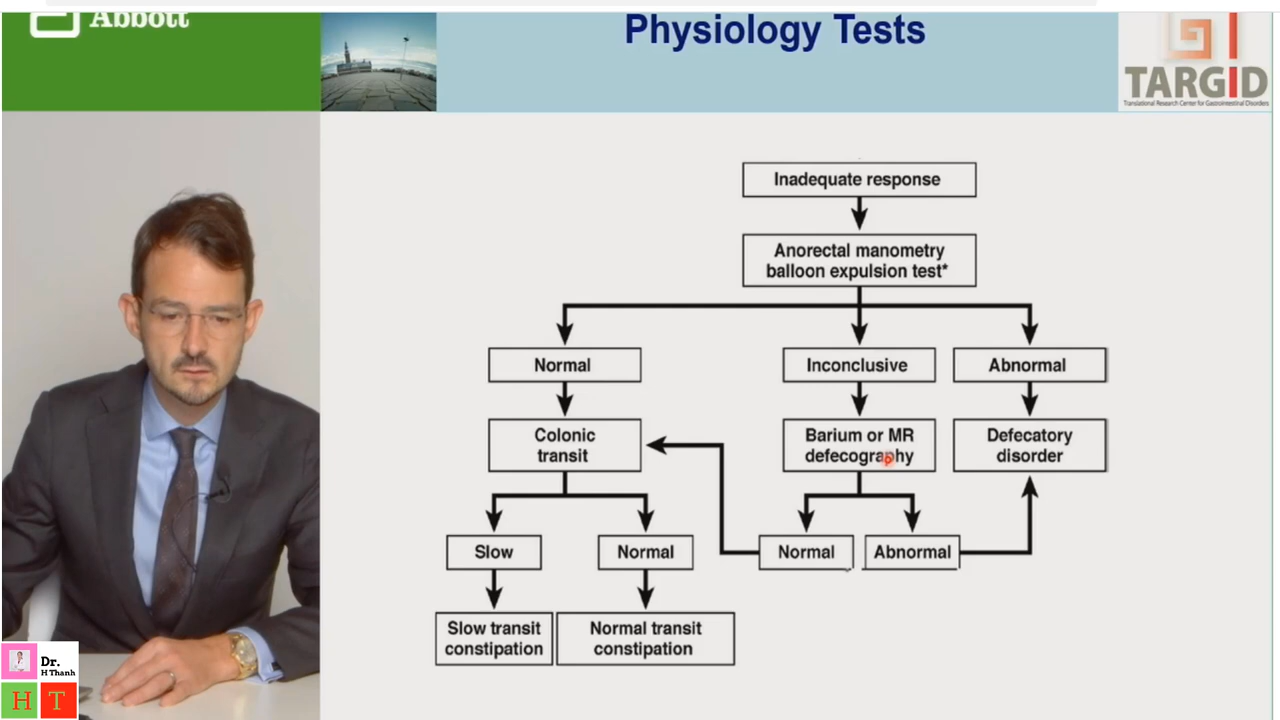 Abbott
Physiology Tests
TARGID
Translational Research Center for Gastrointestinal Disorders
Inadequate response
Anorectal manometry
balloon expulsion test*
Normal
Inconclusive
Abnormal
Colonic
transit
Barium or MR
defecography
Defecatory
disorder
Slow
Normal
Normal
Abnormal
Slow transit
constipation
Normal transit
constipation
Dr.
H Thanh
H T